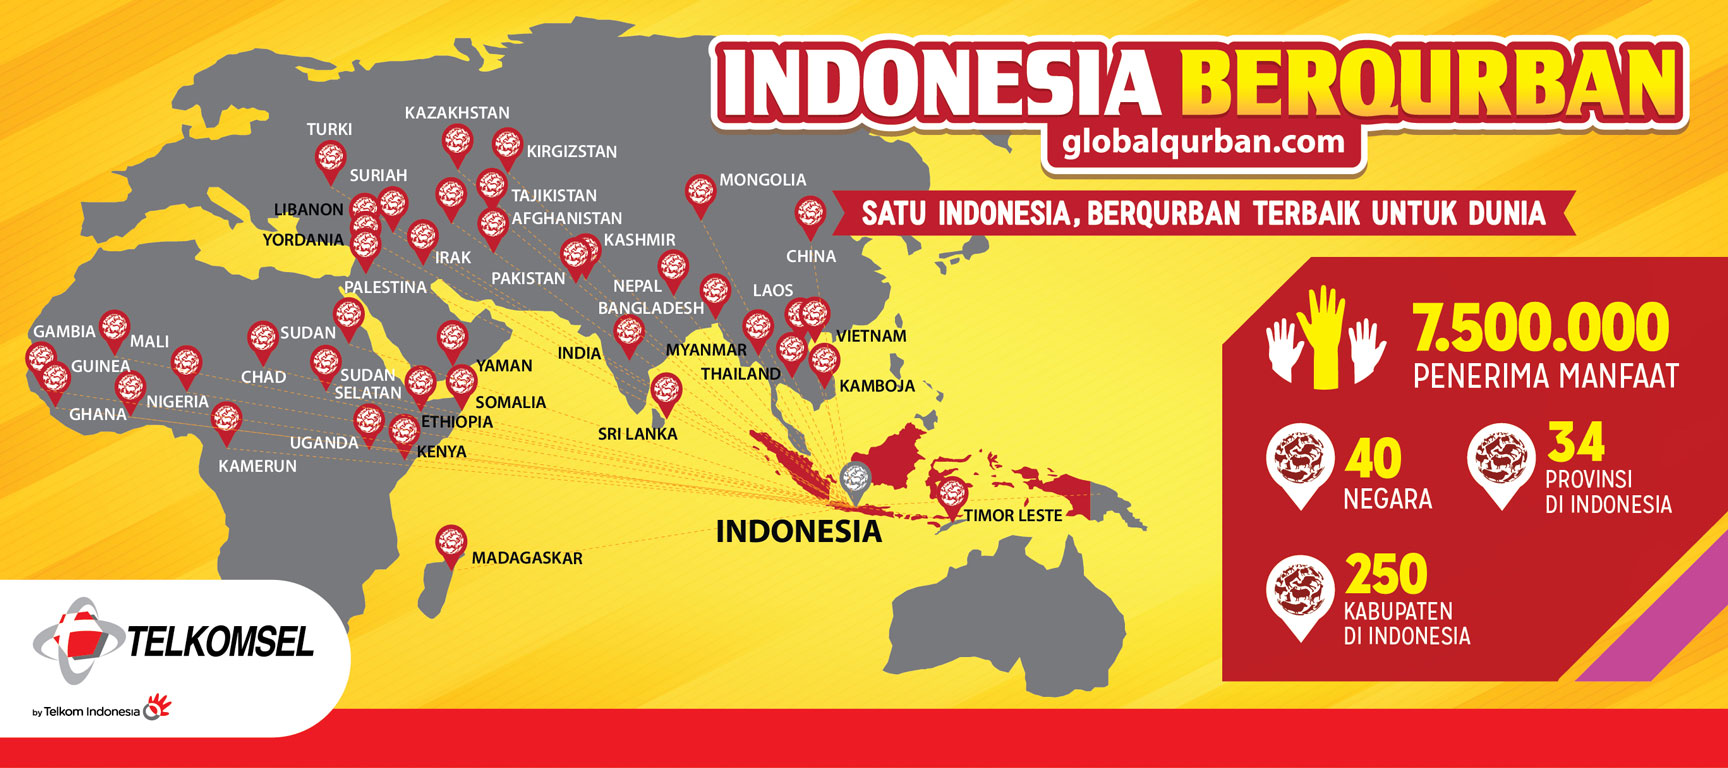 INDONESIA BERQURBAN
globalqurban.com
SATU INDONESIA, BERQURBAN TERBAIK UNTUK DUNIA
KAZAKHSTAN
TURKI
KIRGIZSTAN
SURIAH
TAJIKISTAN
MONGOLIA
LIBANON
AFGHANISTAN
YORDANIA
KASHMIR
IRAK
CHINA
PAKISTAN
PALESTINA
NEPAL
LAOS
BANGLADESH
GAMBIA
MALI
SUDAN
VIETNAM
INDIA
MYANMAR
GUINEA
YAMAN
THAILAND
CHAD
SUDAN
SELATAN
KAMBOJA
NIGERIA
SOMALIA
GHANA
ETHIOPIA
SRI LANKA
UGANDA
KENYA
KAMERUN
TIMOR LESTE
INDONESIA
MADAGASKAR
7.500.000
PENERIMA MANFAAT
40
NEGARA
34
PROVINSI
DI INDONESIA
250
KABUPATEN
DI INDONESIA
TELKOMSEL
by Telkom Indonesia